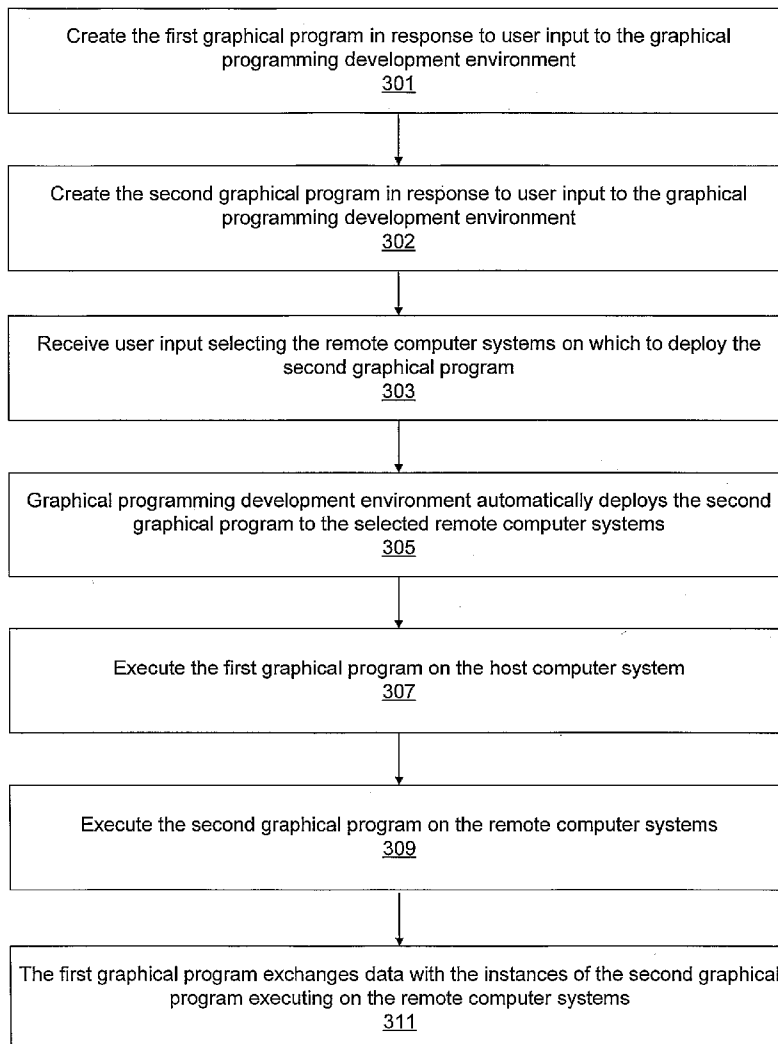 Create the first graphical program in response to user input to the graphical
programming development environment
301
Create the second graphical program in response to user input to the graphical
programming development environment
302
Receive user input selecting the remote computer systems on which to deploy the
second graphical program
303
Graphical programming development environment automatically deploys the second
graphical program to the selected remote computer systems
305
Execute the first graphical program on the host computer system
307
Execute the second graphical program on the remote computer systems
309
The first graphical program exchanges data with the instances of the second graphical
program executing on the remote computer systems
311